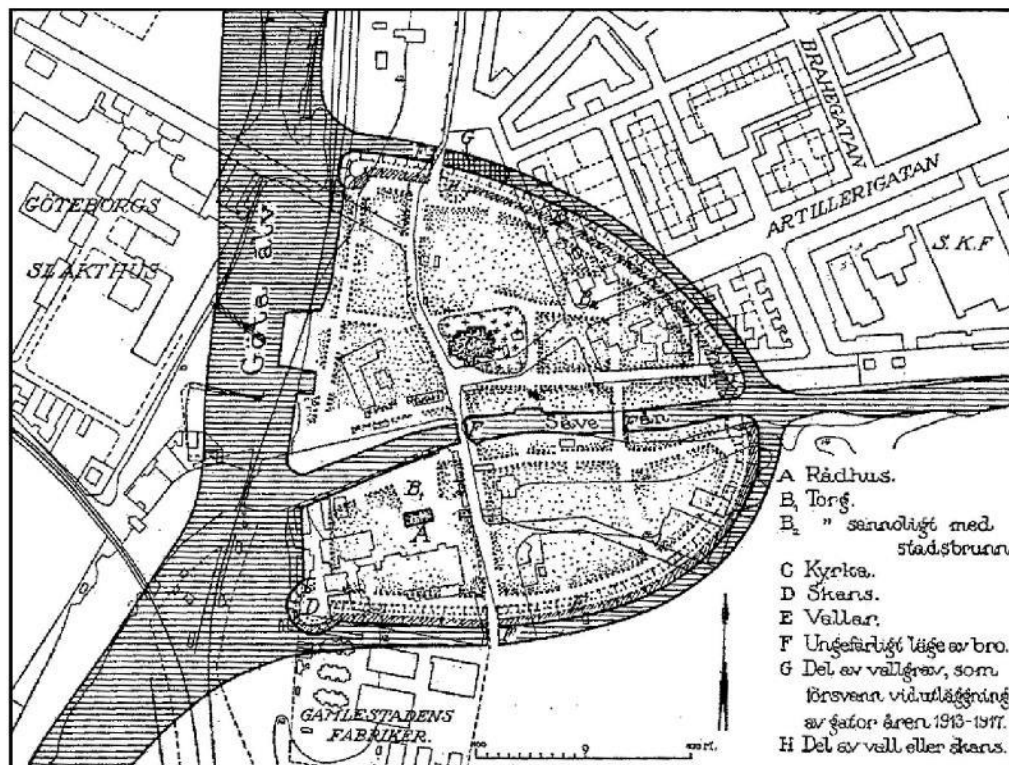 BRAHEGATAN
ARTILLERIGATAN
S.K.F
GÖTEBORGS
SLAKTHUS
GÖTA ÄLV
G
H
B₂
Säve Ån
F
B₁
A
D
GAMLESTADENS
FABRIKER.
A Rådhus.
B₁ Torg.
B₂ " sannoligt med
stadsbrunn
C Kyrka.
D Skans.
E Vallar.
F Ungefärligt läge av bro.
G Del av vallgrav, som
försvann vid utläggning
av gator åren 1913-1917.
H Del av vall eller skans.
0